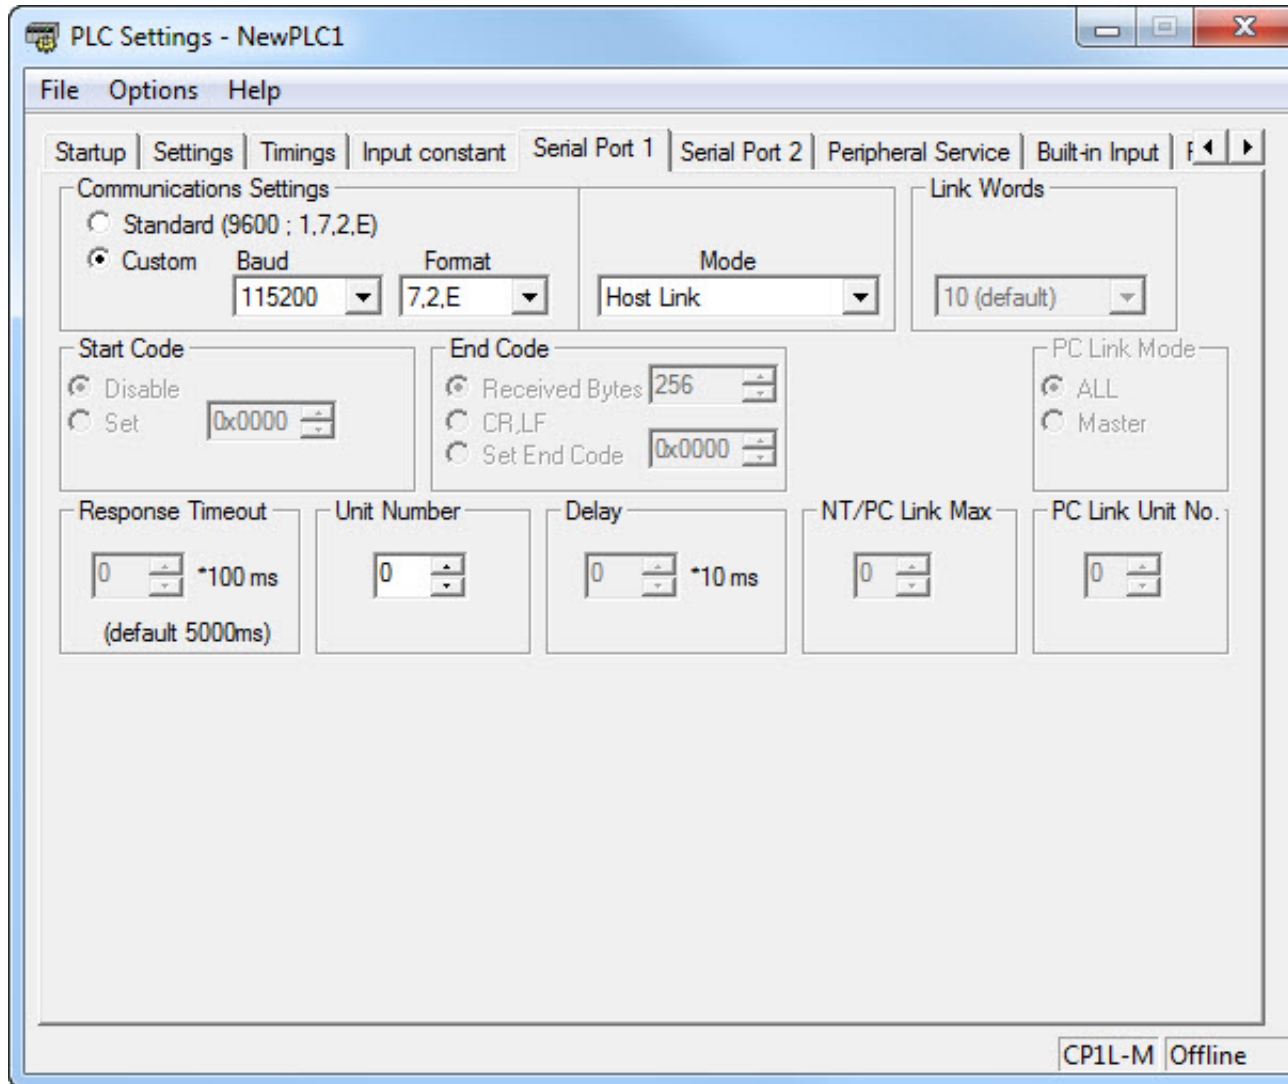 PLC Settings - NewPLC1
File Options Help
Startup Settings Timings Input constant Serial Port 1 Serial Port 2 Peripheral Service Built-in Input
Communications Settings Link Words
Standard (9600 ; 1,7,2,E)
Custom Baud Format Mode
115200 7,2,E Host Link 10 (default)
Start Code End Code PC Link Mode
Disable Received Bytes 256 ALL
Set 0x0000 CR,LF Master
Set End Code 0x0000
Response Timeout Unit Number Delay NT/PC Link Max PC Link Unit No.
0 *100 ms 0 0 *10 ms 0 0
(default 5000ms)
CP1L-M Offline